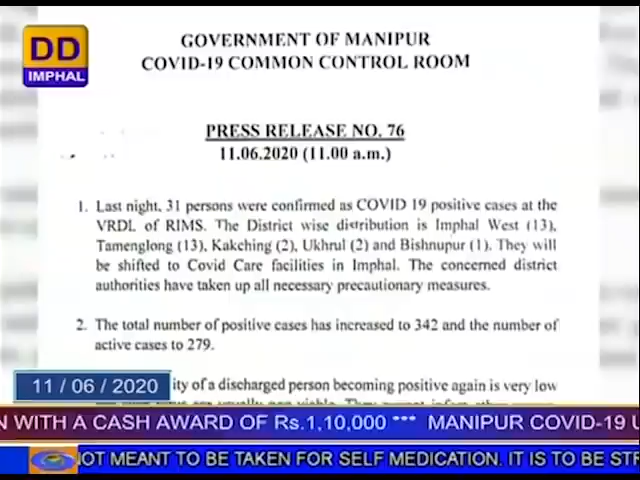 DD
IMPHAL
GOVERNMENT OF MANIPUR
COVID-19 COMMON CONTROL ROOM
PRESS RELEASE NO. 76
11.06.2020 (11.00 a.m.)
1. Last night, 31 persons were confirmed as COVID 19 positive cases at the
VRDL of RIMS. The District wise distribution is Imphal West (13),
Tamenglong (13), Kakching (2), Ukhrul (2) and Bishnupur (1). They will
be shifted to Covid Care facilities in Imphal. The concerned district
authorities have taken up all necessary precautionary measures.
2. The total number of positive cases has increased to 342 and the number of
active cases to 279.
ity of a discharged person becoming positive again is very low
11 / 06 / 2020
N WITH A CASH AWARD OF Rs.1,10,000 *** MANIPUR COVID-19 U
OT MEANT TO BE TAKEN FOR SELF MEDICATION. IT IS TO BE STR